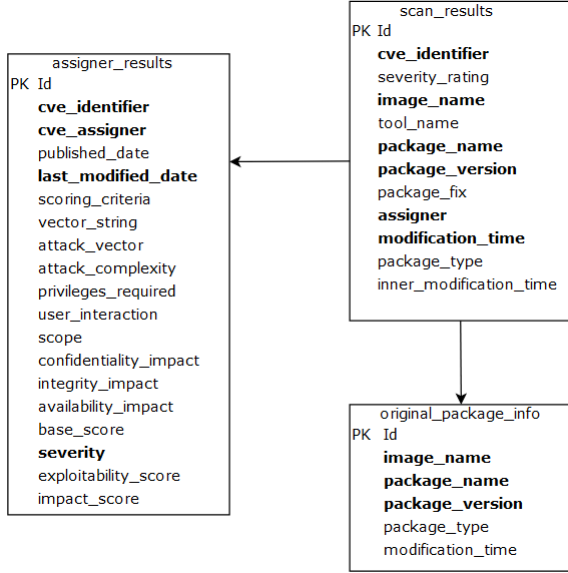 assigner_results
PK Id
cve_identifier
cve_assigner
published_date
last_modified_date
scoring_criteria
vector_string
attack_vector
attack_complexity
privileges_required
user_interaction
scope
confidentiality_impact
integrity_impact
availability_impact
base_score
severity
exploitability_score
impact_score
scan_results
PK Id
cve_identifier
severity_rating
image_name
tool_name
package_name
package_version
package_fix
assigner
modification_time
package_type
inner_modification_time
original_package_info
PK Id
image_name
package_name
package_version
package_type
modification_time